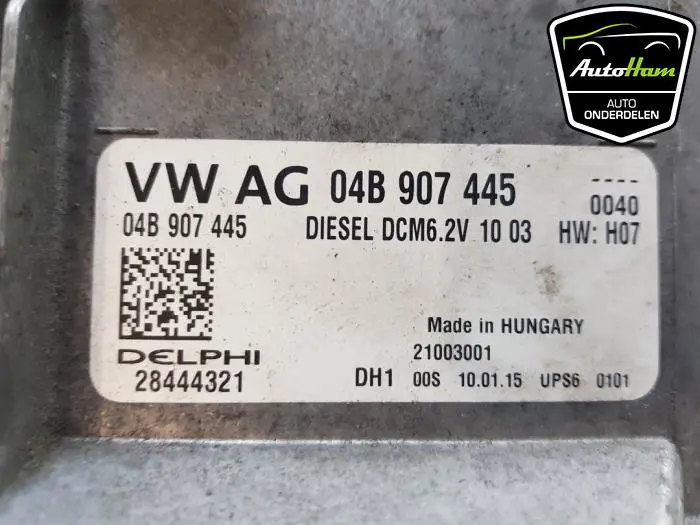 AutoHam
AUTO
ONDERDELEN
VW AG 04B 907 445 ----
04B 907 445 DIESEL DCM6.2V 10 03 0040
HW: H07
Made in HUNGARY
DELPHI 21003001
28444321 DH1 00S 10.01.15 UPS6 0101